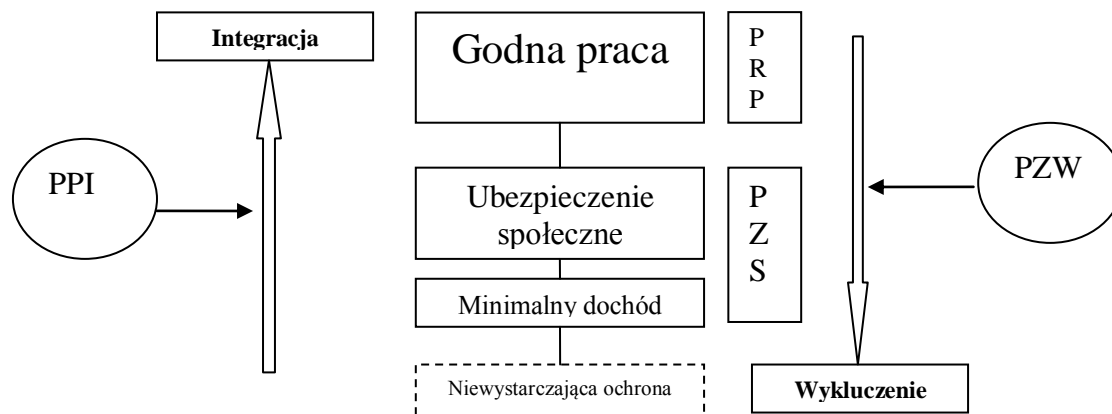 Integracja
Godna praca
P
R
P
PPI
Ubezpieczenie
społeczne
P
Z
S
PZW
Minimalny dochód
Niewystarczająca ochrona
Wykluczenie